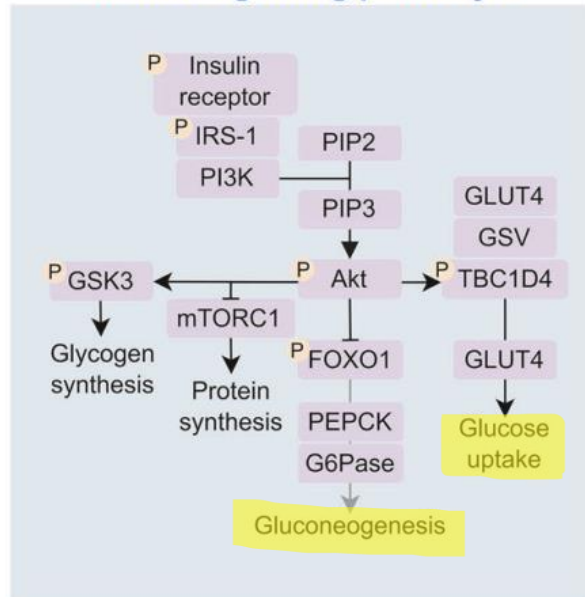 P
Insulin
receptor
P
IRS-1
PI3K
PIP2
PIP3
GLUT4
GSV
P
GSK3
P
Akt
P
TBC1D4
mTORC1
Glycogen
synthesis
Protein
synthesis
P
FOXO1
GLUT4
PEPCK
G6Pase
Glucose
uptake
Gluconeogenesis